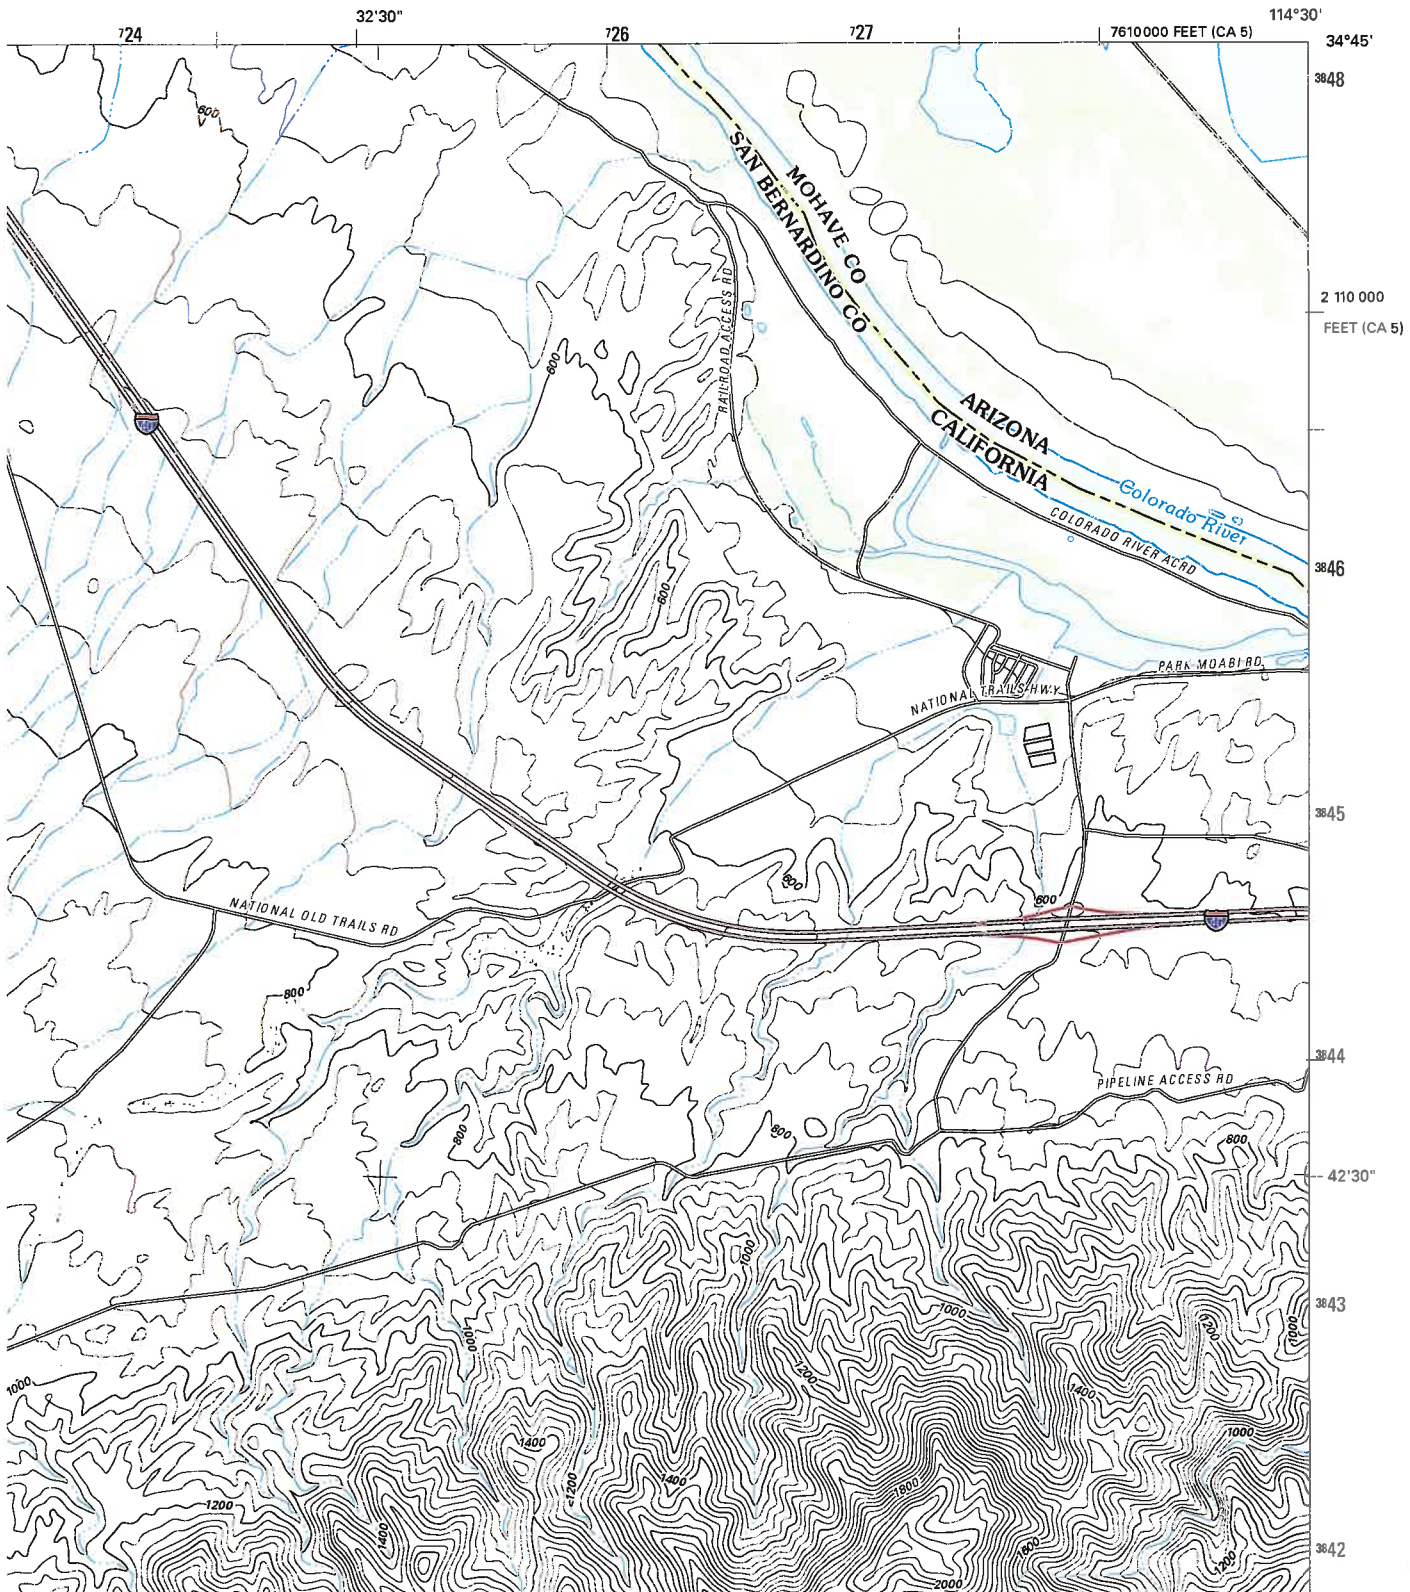 32'30"
114°30'
724
726
727
7610000 FEET (CA 5)
34°45'
3848
600
MOHAVE CO
SAN BERNARDINO CO
RAILROAD ACCESS RD
2 110 000
FEET (CA 5)
600
ARIZONA
CALIFORNIA
Colorado River
COLORADO RIVER ACRD
3846
600
PARK MOABI RD
NATIONAL TRAILS HWY
3845
600
600
NATIONAL OLD TRAILS RD
800
3844
PIPELINE ACCESS RD
800
800
800
42'30"
1000
1000
1000
3843
1200
1000
1200
1000
1400
1400
1000
1400
1200
1800
1200
1400
1600
1200
2000
3842